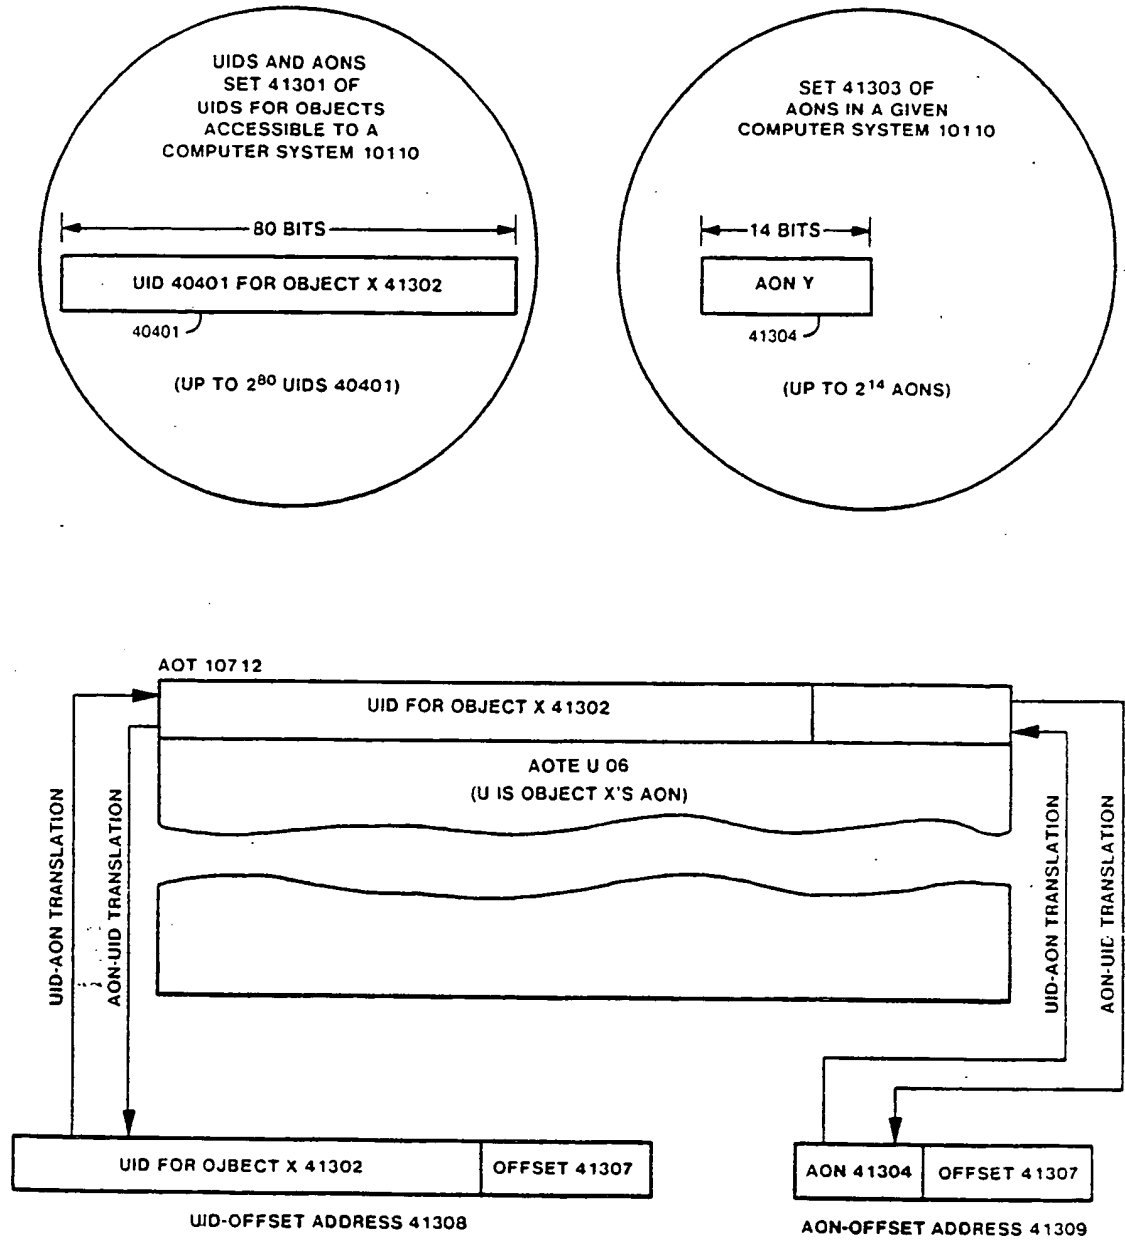 UIDS AND AONS
SET 41301 OF
UIDS FOR OBJECTS
ACCESSIBLE TO A
COMPUTER SYSTEM 10110
80 BITS
UID 40401 FOR OBJECT X 41302
40401
(UP TO 2⁸⁰ UIDS 40401)
SET 41303 OF
AONS IN A GIVEN
COMPUTER SYSTEM 10110
14 BITS
AON Y
41304
(UP TO 2¹⁴ AONS)
AOT 10712
UID FOR OBJECT X 41302
AOTE U 06
(U IS OBJECT X'S AON)
UID-AON TRANSLATION
AON-UID TRANSLATION
UID-AON TRANSLATION
AON-UID TRANSLATION
UID FOR OJBECT X 41302
OFFSET 41307
UID-OFFSET ADDRESS 41308
AON 41304
OFFSET 41307
AON-OFFSET ADDRESS 41309